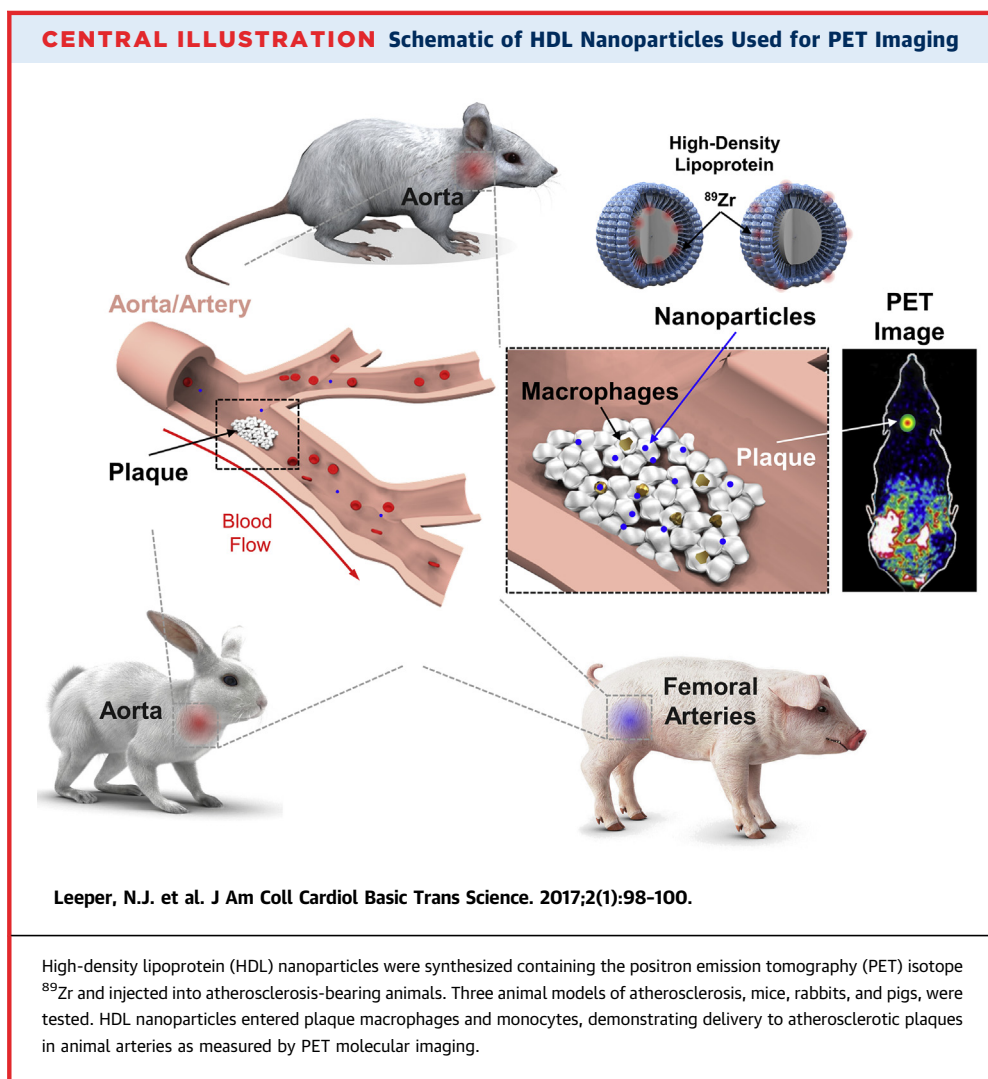 CENTRAL ILLUSTRATION Schematic of HDL Nanoparticles Used for PET Imaging
High-Density
Lipoprotein
⁸⁹Zr
Aorta
Aorta/Artery
Nanoparticles
PET
Image
Macrophages
Plaque
Plaque
Blood
Flow
Aorta
Femoral
Arteries
Leeper, N.J. et al. J Am Coll Cardiol Basic Trans Science. 2017;2(1):98–100.
High-density lipoprotein (HDL) nanoparticles were synthesized containing the positron emission tomography (PET) isotope
⁸⁹Zr and injected into atherosclerosis-bearing animals. Three animal models of atherosclerosis, mice, rabbits, and pigs, were
tested. HDL nanoparticles entered plaque macrophages and monocytes, demonstrating delivery to atherosclerotic plaques
in animal arteries as measured by PET molecular imaging.